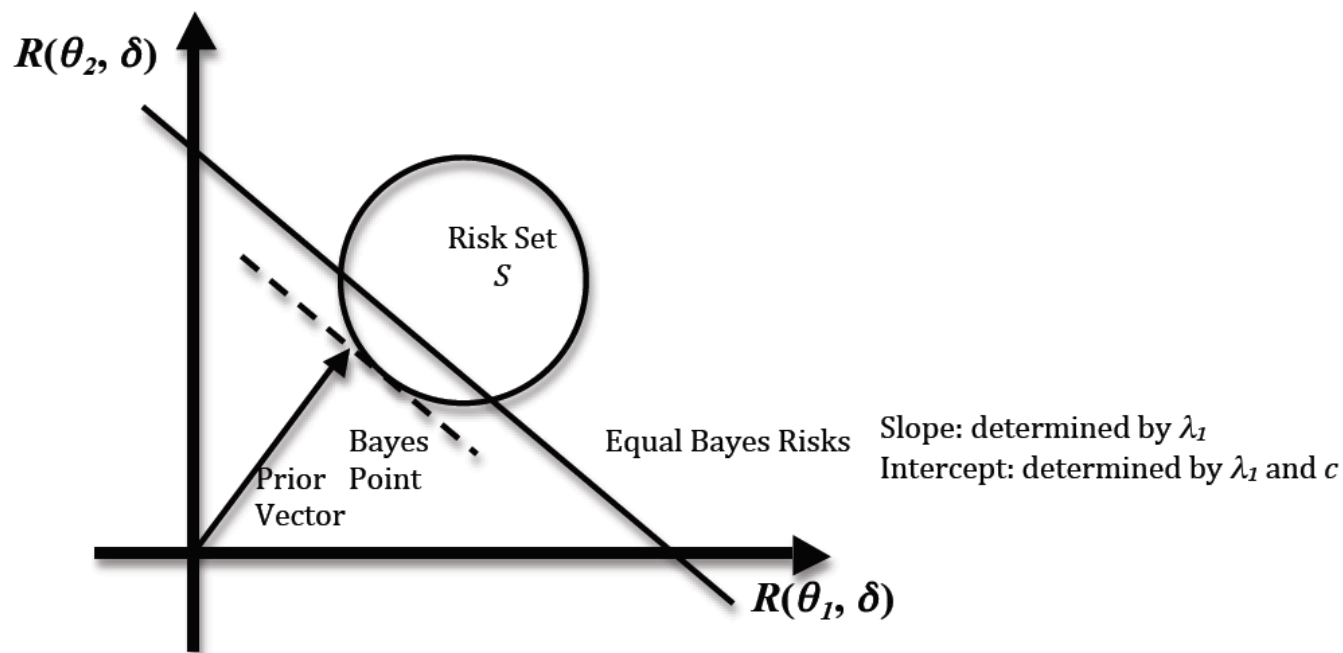 R(θ₂, δ)
Risk Set
S
Bayes
Point
Prior
Vector
Equal Bayes Risks
Slope: determined by λ₁
Intercept: determined by λ₁ and c
R(θ₁, δ)